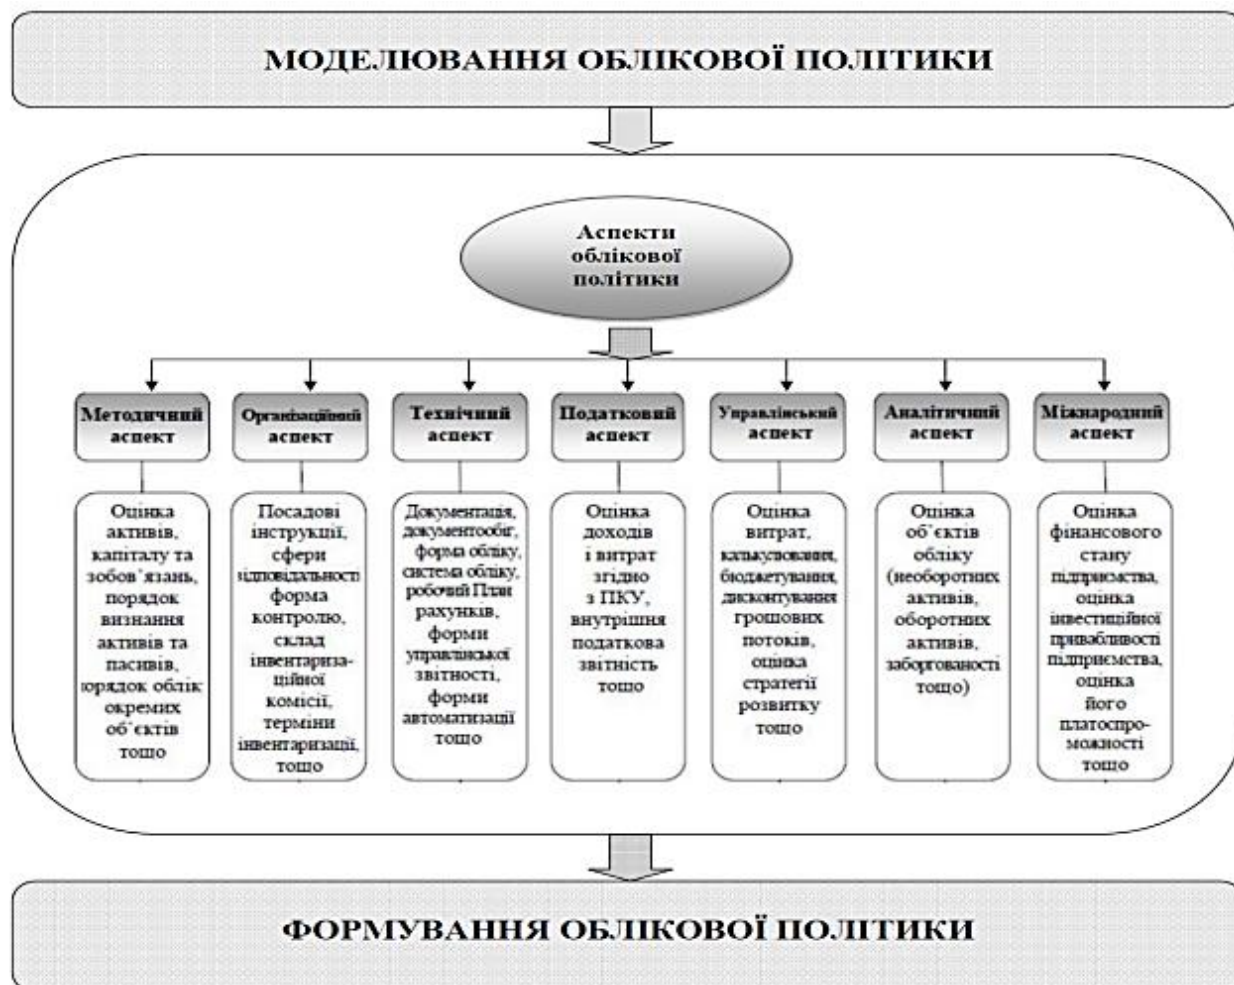 МОДЕЛЮВАННЯ ОБЛІКОВОЇ ПОЛІТИКИ
Аспекти
облікової
політики
Методичний
аспект
Організаційний
аспект
Технічний
аспект
Податковий
аспект
Управлінський
аспект
Аналітичний
аспект
Міжнародний
аспект
Оцінка
активів,
капіталу та
зобов`язань,
порядок
визнання
активів та
пасивів,
орядок облік
окремих
об`єктів
тощо
Посадові
інструкції,
сфери
ідповідальності
форма
контролю,
склад
інвентариза-
ційної
комісії,
терміни
інвентаризації,
тощо
Документація,
документообіг,
форма обліку,
система обліку,
робочий План
рахунків,
форми
управлінської
звітності,
форми
автоматизації
тощо
Оцінка
доходів
і витрат
згідно
з ПКУ,
внутрішня
податкова
звітність
тощо
Оцінка
витрат,
калькулювання,
бюджетування,
дисконтування
грошових
потоків,
оцінка
стратегії
розвитку
тощо
Оцінка
об`єктів
обліку
(необоротних
активів,
оборотних
активів,
заборгованості
тощо)
Оцінка
фінансового
стану
підприємства,
оцінка
інвестиційної
привабливості
підприємства,
оцінка
його
платоспро-
можності
тощо
ФОРМУВАННЯ ОБЛІКОВОЇ ПОЛІТИКИ